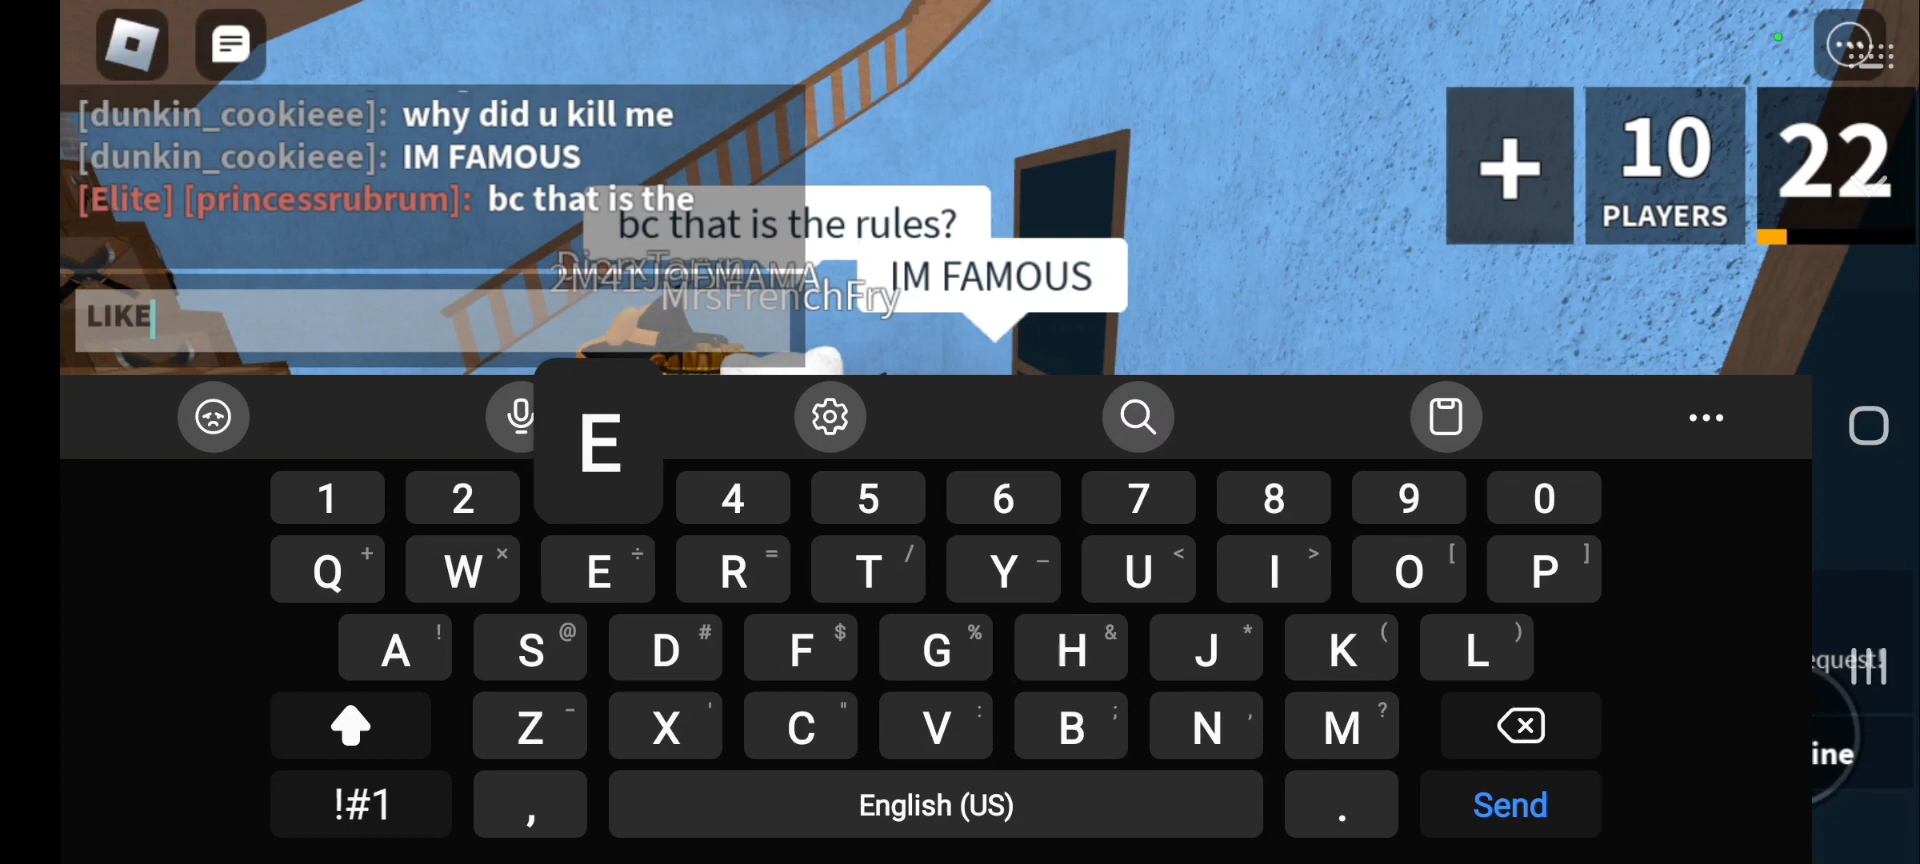 [dunkin_cookieee]: why did u kill me
[dunkin_cookieee]: IM FAMOUS
[Elite] [princessrubrum]: bc that is the
bc that is the rules?
IM FAMOUS
MrsFrenchFry
LIKE
+
10
PLAYERS
22
E
1 2 4 5 6 7 8 9 0
Q + W × E ÷ R = T / Y _ U < I > O [ P ]
A ! S @ D # F $ G % H & J * K ( L )
Z - X ' C " V : B ; N , M ?
!#1 , English (US) . Send
equest!
ine